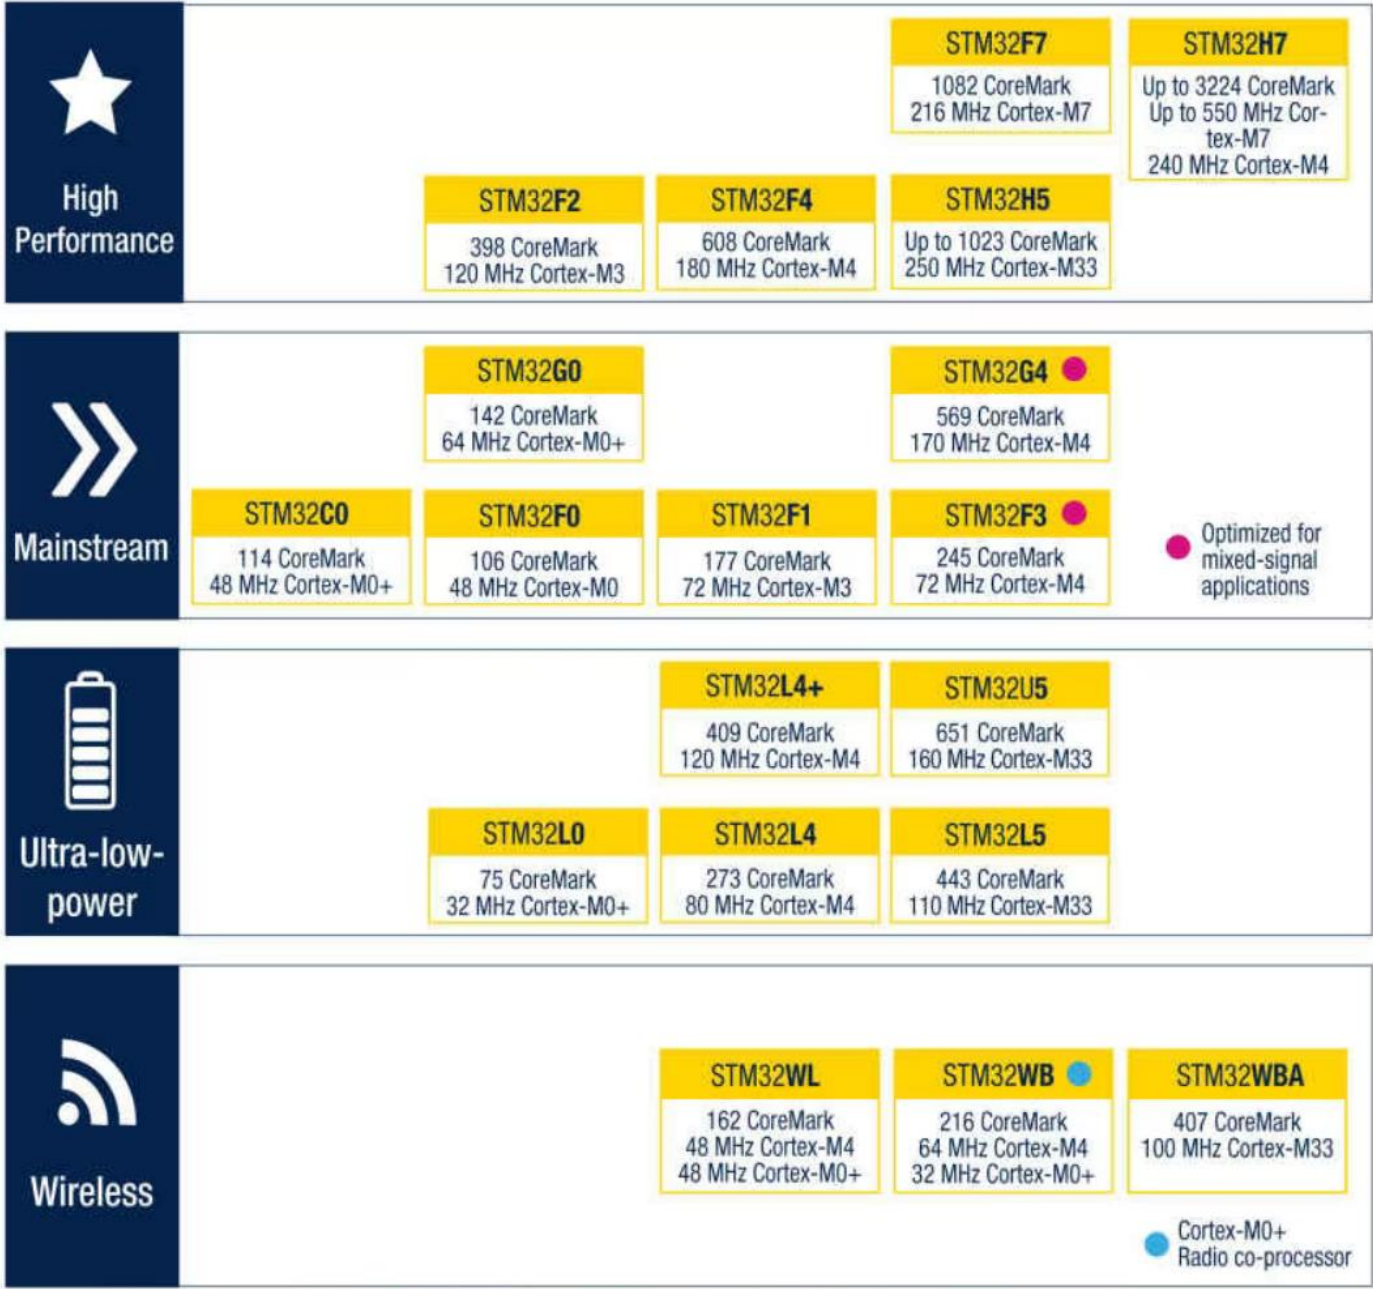 High
Performance
STM32F7
1082 CoreMark
216 MHz Cortex-M7
STM32H7
Up to 3224 CoreMark
Up to 550 MHz Cor-
tex-M7
240 MHz Cortex-M4
STM32F2
398 CoreMark
120 MHz Cortex-M3
STM32F4
608 CoreMark
180 MHz Cortex-M4
STM32H5
Up to 1023 CoreMark
250 MHz Cortex-M33
Mainstream
STM32G0
142 CoreMark
64 MHz Cortex-M0+
STM32G4
569 CoreMark
170 MHz Cortex-M4
STM32C0
114 CoreMark
48 MHz Cortex-M0+
STM32F0
106 CoreMark
48 MHz Cortex-M0
STM32F1
177 CoreMark
72 MHz Cortex-M3
STM32F3
245 CoreMark
72 MHz Cortex-M4
Optimized for
mixed-signal
applications
Ultra-low-
power
STM32L4+
409 CoreMark
120 MHz Cortex-M4
STM32U5
651 CoreMark
160 MHz Cortex-M33
STM32L0
75 CoreMark
32 MHz Cortex-M0+
STM32L4
273 CoreMark
80 MHz Cortex-M4
STM32L5
443 CoreMark
110 MHz Cortex-M33
Wireless
STM32WL
162 CoreMark
48 MHz Cortex-M4
48 MHz Cortex-M0+
STM32WB
216 CoreMark
64 MHz Cortex-M4
32 MHz Cortex-M0+
STM32WBA
407 CoreMark
100 MHz Cortex-M33
Cortex-M0+
Radio co-processor